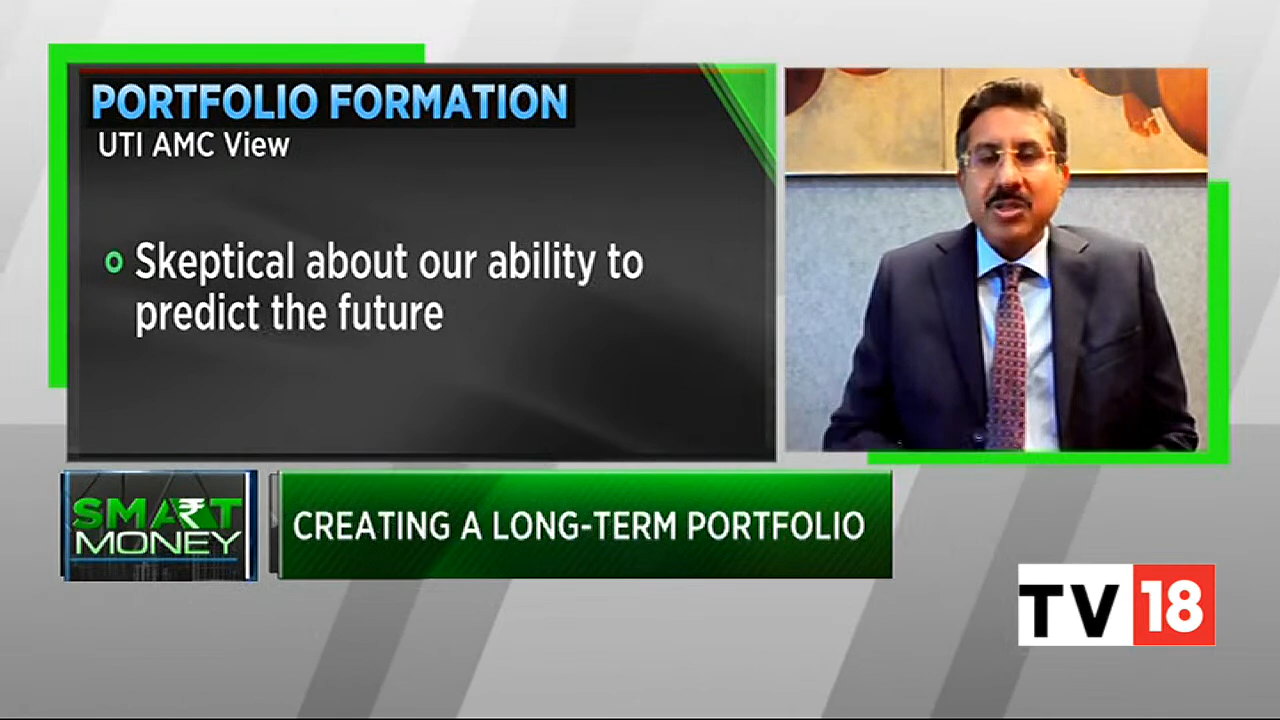 PORTFOLIO FORMATION
UTI AMC View
Skeptical about our ability to
predict the future
SMA₹T
MONEY
CREATING A LONG-TERM PORTFOLIO
TV18